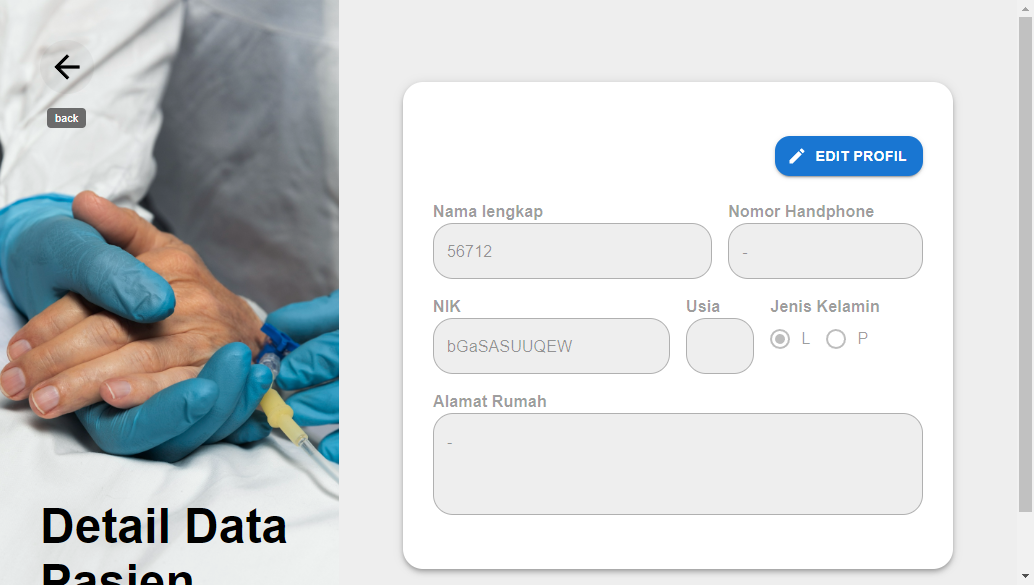 back
Detail Data
Pasien
EDIT PROFIL
Nama lengkap
Nomor Handphone
56712
-
NIK
Usia
Jenis Kelamin
bGaSASUUQEW
L P
Alamat Rumah
-